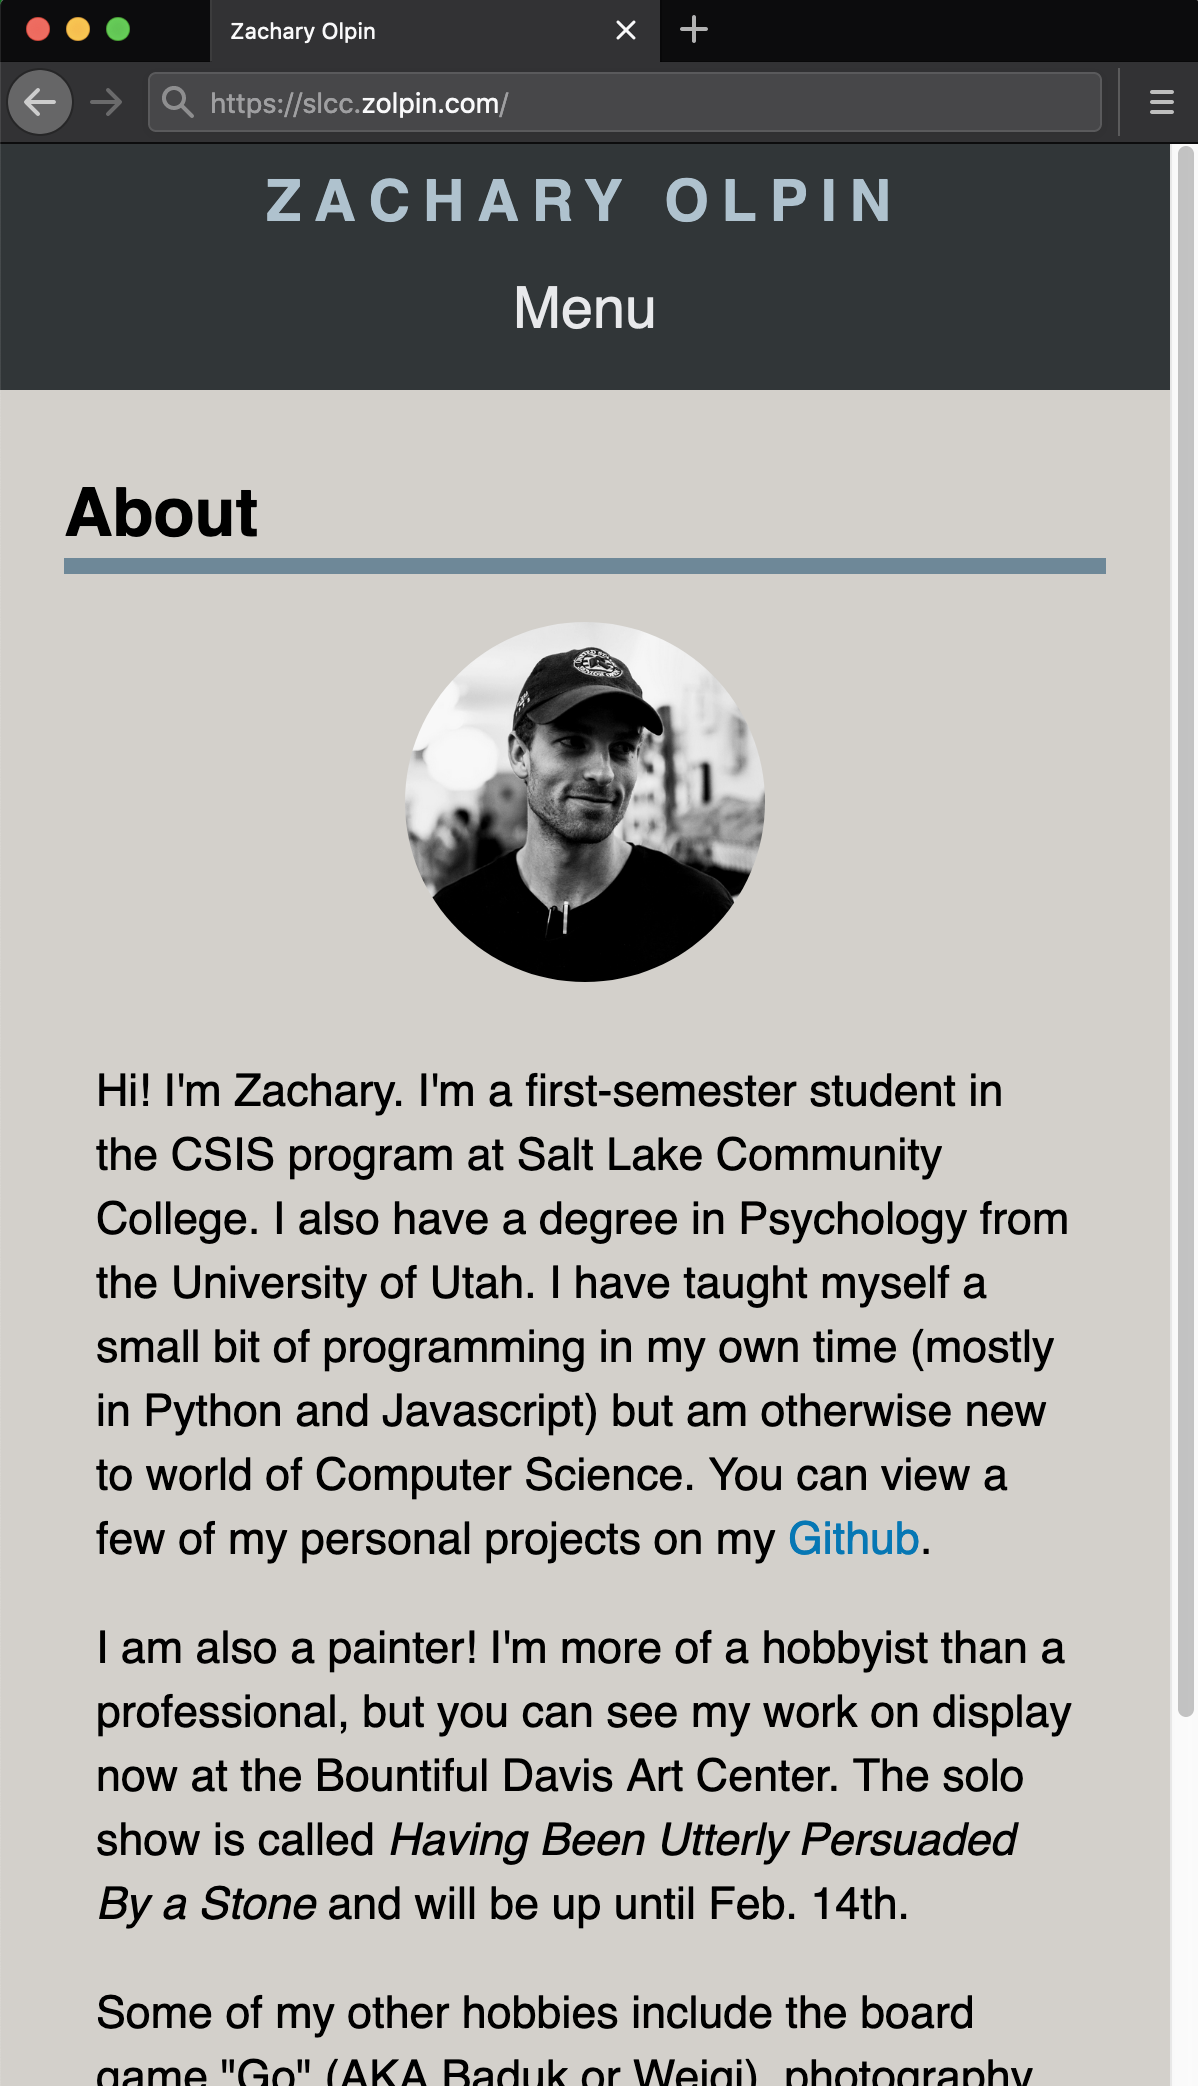 Zachary Olpin
https://slcc.zolpin.com/
ZACHARY OLPIN
Menu
About
Hi! I'm Zachary. I'm a first-semester student in
the CSIS program at Salt Lake Community
College. I also have a degree in Psychology from
the University of Utah. I have taught myself a
small bit of programming in my own time (mostly
in Python and Javascript) but am otherwise new
to world of Computer Science. You can view a
few of my personal projects on my Github.
I am also a painter! I'm more of a hobbyist than a
professional, but you can see my work on display
now at the Bountiful Davis Art Center. The solo
show is called Having Been Utterly Persuaded
By a Stone and will be up until Feb. 14th.
Some of my other hobbies include the board
game "Go" (AKA Baduk or Weiqi), photography